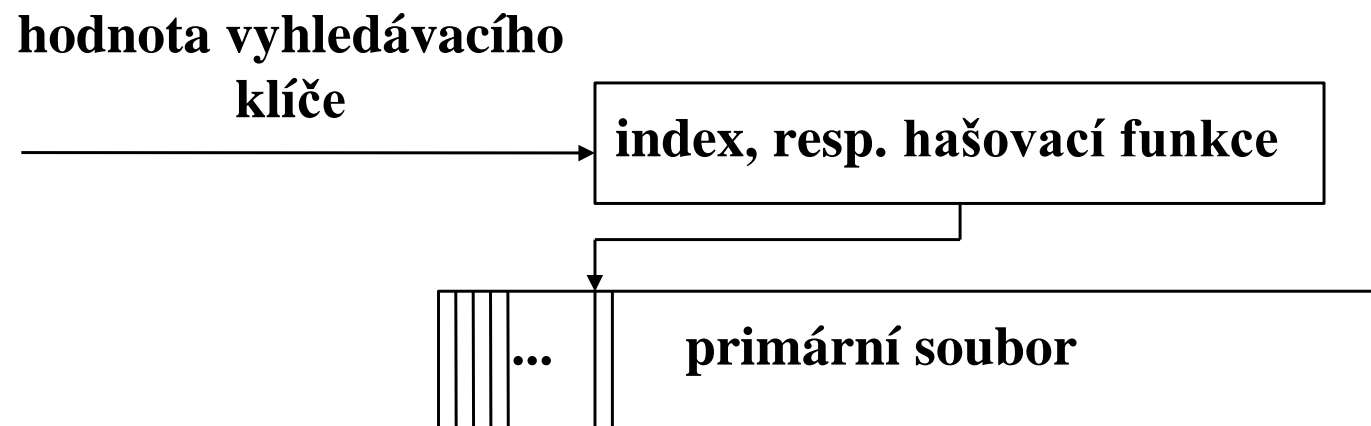 hodnota vyhledávacího
klíče
index, resp. hašovací funkce
... primární soubor